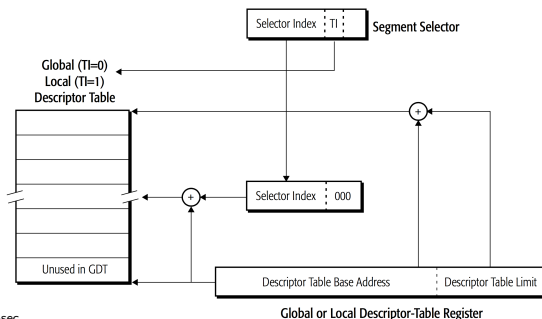 Selector Index TI
Segment Selector
Global (TI=0)
Local (TI=1)
Descriptor Table
+
+
Selector Index 000
Unused in GDT
Descriptor Table Base Address Descriptor Table Limit
Global or Local Descriptor-Table Register